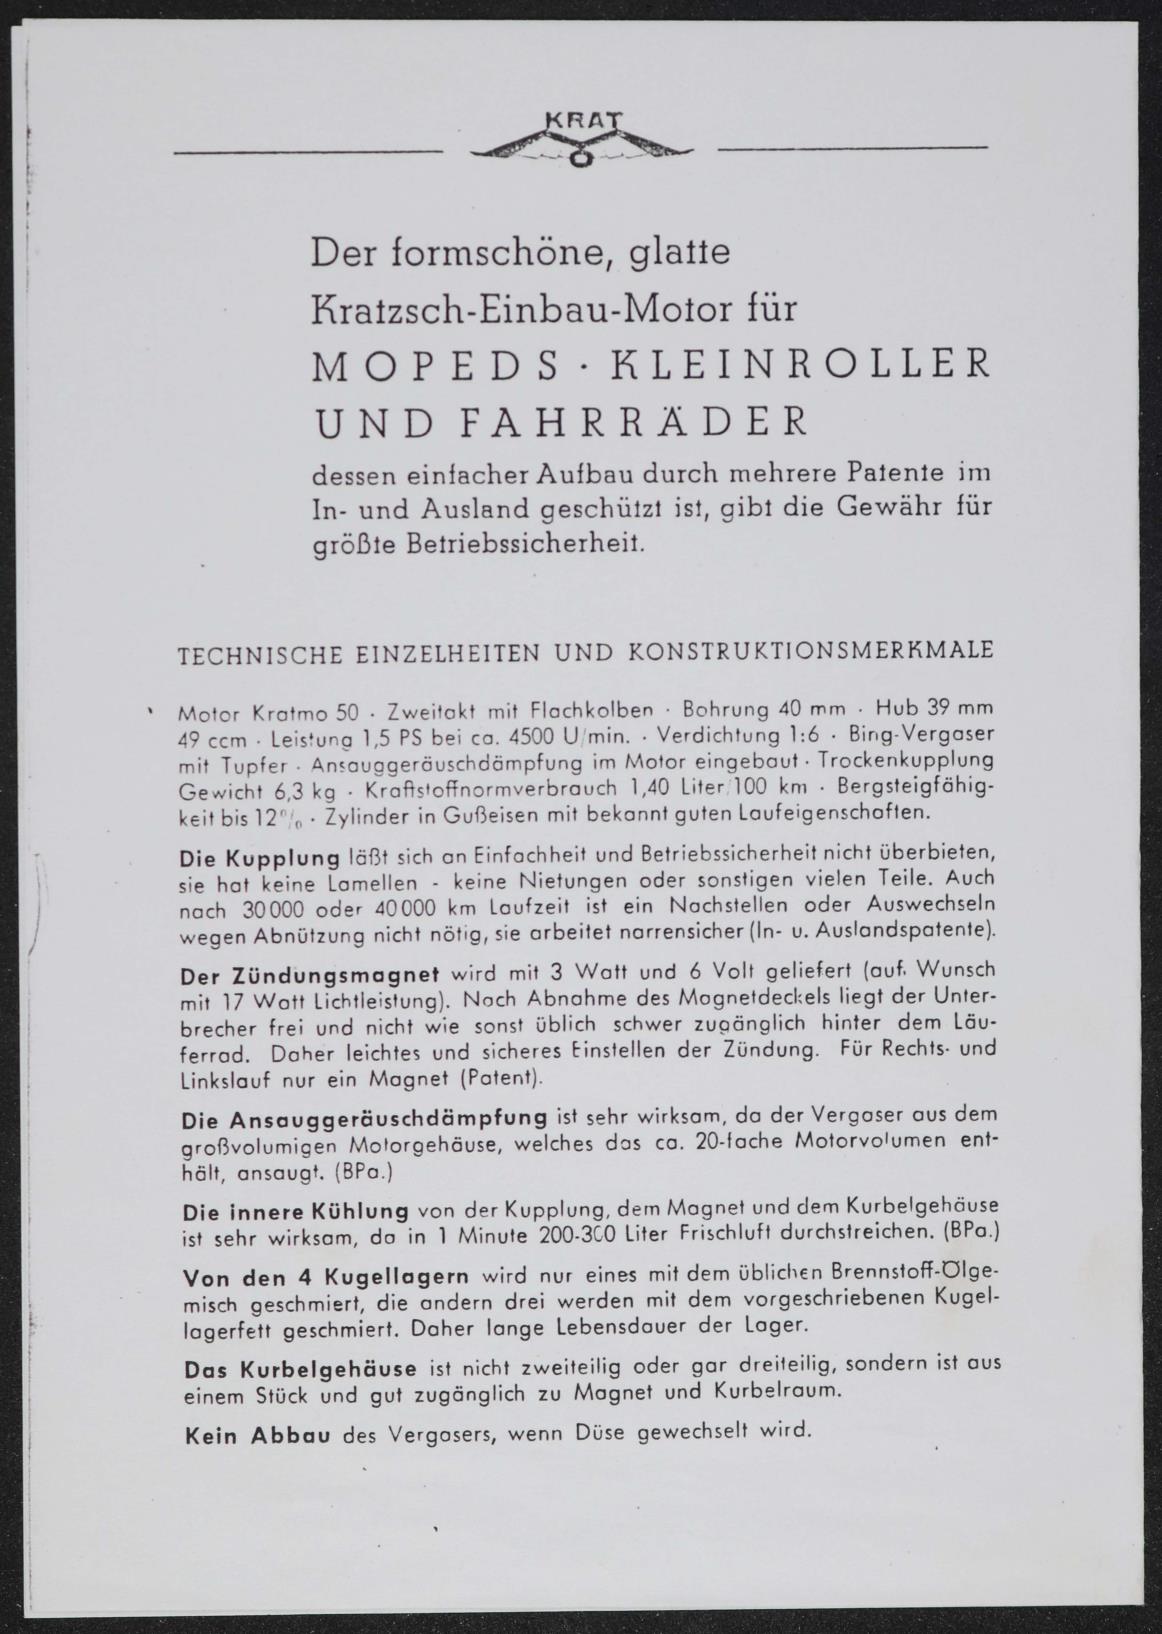 KRAT
Der formschöne, glatte
Kratzsch-Einbau-Motor für
MOPEDS · KLEINROLLER
UND FAHRRÄDER
dessen einfacher Aufbau durch mehrere Patente im
In- und Ausland geschützt ist, gibt die Gewähr für
größte Betriebssicherheit.
TECHNISCHE EINZELHEITEN UND KONSTRUKTIONSMERKMALE
Motor Kratmo 50 · Zweitakt mit Flachkolben · Bohrung 40 mm · Hub 39 mm
49 ccm · Leistung 1,5 PS bei ca. 4500 U/min. · Verdichtung 1:6 · Bing-Vergaser
mit Tupfer · Ansauggeräuschdämpfung im Motor eingebaut · Trockenkupplung
Gewicht 6,3 kg · Kraftstoffnormverbrauch 1,40 Liter/100 km · Bergsteigfähig-
keit bis 12% · Zylinder in Gußeisen mit bekannt guten Laufeigenschaften.
Die Kupplung läßt sich an Einfachheit und Betriebssicherheit nicht überbieten,
sie hat keine Lamellen - keine Nietungen oder sonstigen vielen Teile. Auch
nach 30000 oder 40000 km Laufzeit ist ein Nachstellen oder Auswechseln
wegen Abnützung nicht nötig, sie arbeitet narrensicher (In- u. Auslandspatente).
Der Zündungsmagnet wird mit 3 Watt und 6 Volt geliefert (auf Wunsch
mit 17 Watt Lichtleistung). Nach Abnahme des Magnetdeckels liegt der Unter-
brecher frei und nicht wie sonst üblich schwer zugänglich hinter dem Läu-
ferrad. Daher leichtes und sicheres Einstellen der Zündung. Für Rechts- und
Linkslauf nur ein Magnet (Patent).
Die Ansauggeräuschdämpfung ist sehr wirksam, da der Vergaser aus dem
großvolumigen Motorgehäuse, welches das ca. 20-fache Motorvolumen ent-
hält, ansaugt. (BPa.)
Die innere Kühlung von der Kupplung, dem Magnet und dem Kurbelgehäuse
ist sehr wirksam, da in 1 Minute 200-300 Liter Frischluft durchstreichen. (BPa.)
Von den 4 Kugellagern wird nur eines mit dem üblichen Brennstoff-Ölge-
misch geschmiert, die andern drei werden mit dem vorgeschriebenen Kugel-
lagerfett geschmiert. Daher lange Lebensdauer der Lager.
Das Kurbelgehäuse ist nicht zweiteilig oder gar dreiteilig, sondern ist aus
einem Stück und gut zugänglich zu Magnet und Kurbelraum.
Kein Abbau des Vergasers, wenn Düse gewechselt wird.